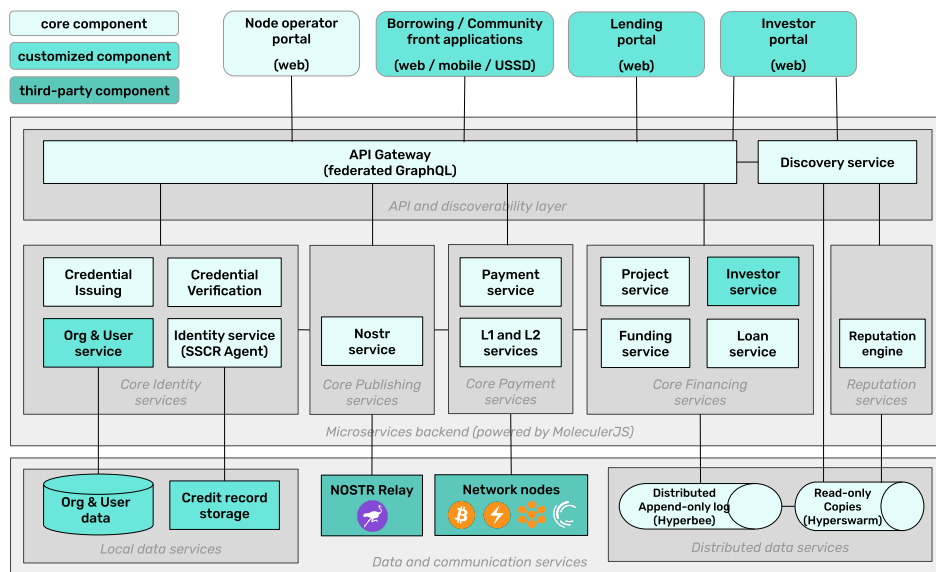 core component
customized component
third-party component
Node operator
portal
(web)
Borrowing / Community
front applications
(web / mobile / USSD)
Lending
portal
(web)
Investor
portal
(web)
API Gateway
(federated GraphQL)
Discovery service
API and discoverability layer
Credential
Issuing
Credential
Verification
Org & User
service
Identity service
(SSCR Agent)
Core Identity
services
Nostr
service
Core Publishing
services
Payment
service
L1 and L2
services
Core Payment
services
Project
service
Investor
service
Funding
service
Loan
service
Core Financing
services
Reputation
engine
Reputation
services
Microservices backend (powered by MoleculerJS)
Org & User
data
Credit record
storage
Local data services
NOSTR Relay
Network nodes
Distributed
Append-only log
(Hyperbee)
Read-only
Copies
(Hyperswarm)
Distributed data services
Data and communication services